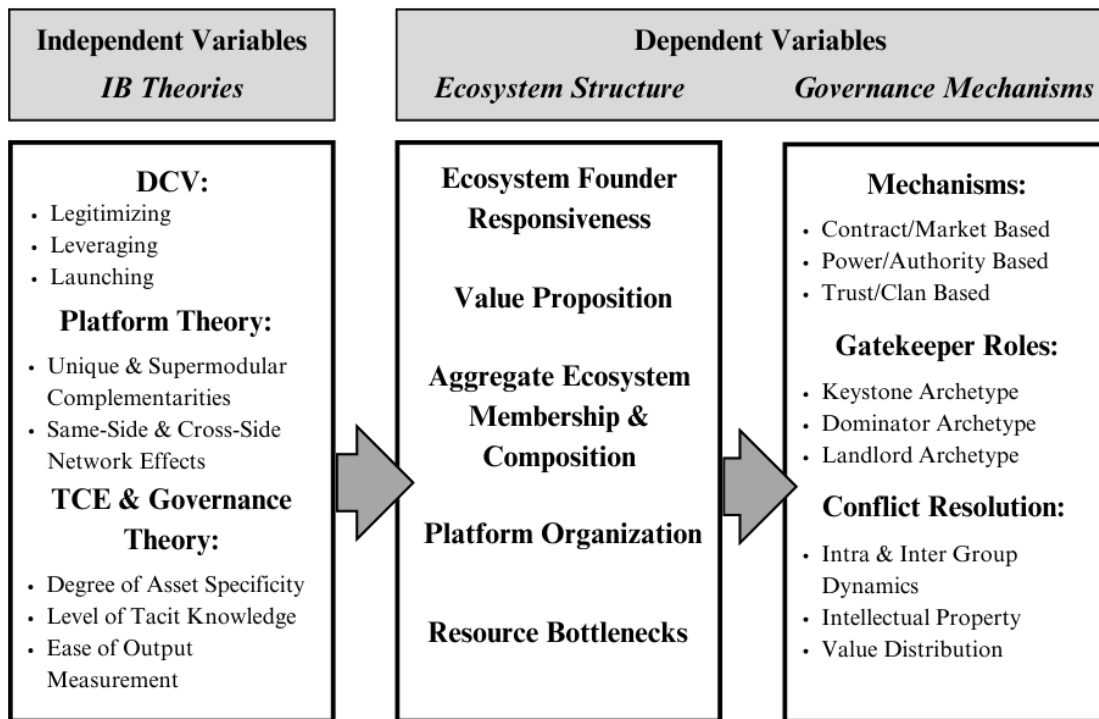 Independent Variables
IB Theories
Dependent Variables
Ecosystem Structure
Governance Mechanisms
DCV:
• Legitimizing
• Leveraging
• Launching
Platform Theory:
• Unique & Supermodular
Complementarities
• Same-Side & Cross-Side
Network Effects
TCE & Governance
Theory:
• Degree of Asset Specificity
• Level of Tacit Knowledge
• Ease of Output
Measurement
Ecosystem Founder
Responsiveness
Value Proposition
Aggregate Ecosystem
Membership &
Composition
Platform Organization
Resource Bottlenecks
Mechanisms:
• Contract/Market Based
• Power/Authority Based
• Trust/Clan Based
Gatekeeper Roles:
• Keystone Archetype
• Dominator Archetype
• Landlord Archetype
Conflict Resolution:
• Intra & Inter Group
Dynamics
• Intellectual Property
• Value Distribution